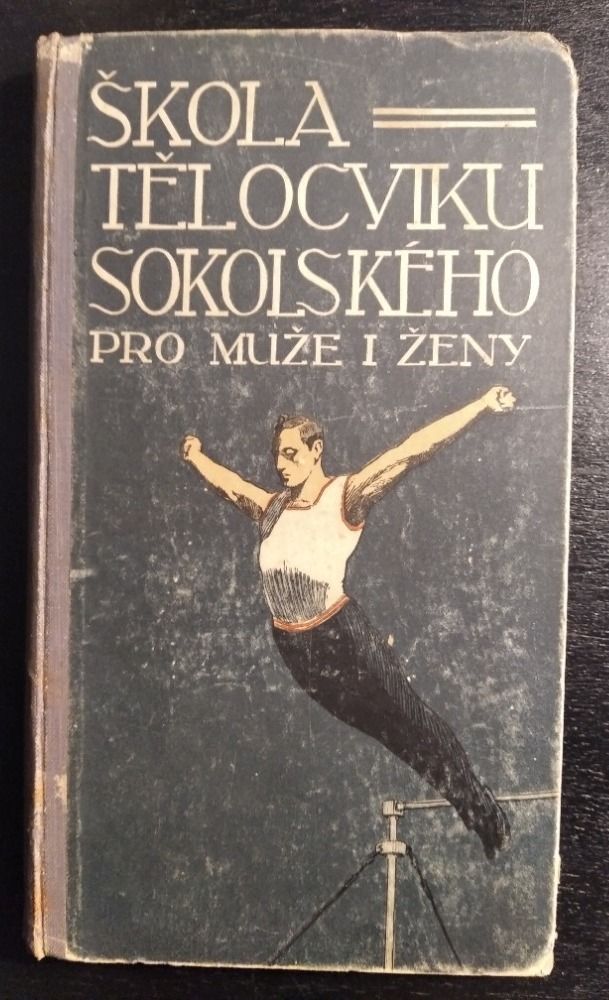 ŠKOLA
TĚLOCVIKU
SOKOLSKÉHO
PRO MUŽE I ŽENY